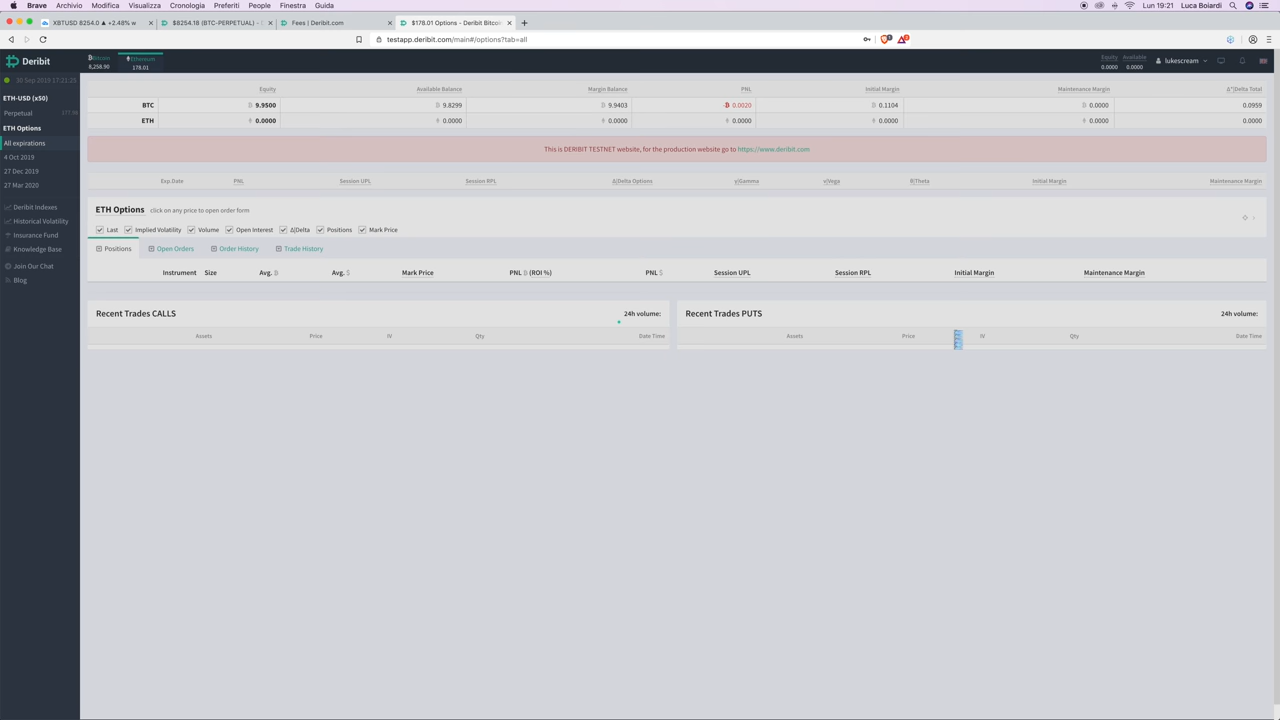 Brave Archivio Modifica Visualizza Cronologia Preferiti People Finestra Guida Lun 19:21 Luca Boiardi
XBTUSD 8254.0 ▲ +2.48% w
$8254.18 (BTC-PERPETUAL) - D
Fees | Deribit.com
$178.01 Options - Deribit Bitcoin
testapp.deribit.com/main#/options?tab=all
Deribit
Bitcoin
8,258.90
Ethereum
178.01
Equity
0.0000
Available
0.0000
lukescream
30 Sep 2019 17:21:25
ETH-USD (x50)
Perpetual
ETH Options
All expirations
4 Oct 2019
27 Dec 2019
27 Mar 2020
Deribit Indexes
Historical Volatility
Insurance Fund
Knowledge Base
Join Our Chat
Blog
Equity Available Balance Margin Balance PNL Initial Margin Maintenance Margin Δ*|Delta Total
BTC ₿ 9.9500 ₿ 9.8299 ₿ 9.9403 -₿ 0.0020 ₿ 0.1104 ₿ 0.0000 0.0959
ETH 0.0000 0.0000 0.0000 0.0000 0.0000 0.0000 0.0000
This is DERIBIT TESTNET website, for the production website go to https://www.deribit.com
Exp.Date PNL Session UPL Session RPL Δ|Delta Options γ|Gamma ν|Vega θ|Theta Initial Margin Maintenance Margin
ETH Options click on any price to open order form
Last Implied Volatility Volume Open Interest Δ|Delta Positions Mark Price
Positions Open Orders Order History Trade History
Instrument Size Avg. ₿ Avg. $ Mark Price PNL ₿ (ROI %) PNL $ Session UPL Session RPL Initial Margin Maintenance Margin
Recent Trades CALLS 24h volume:
Assets Price IV Qty Date Time
Recent Trades PUTS 24h volume:
Assets Price IV Qty Date Time